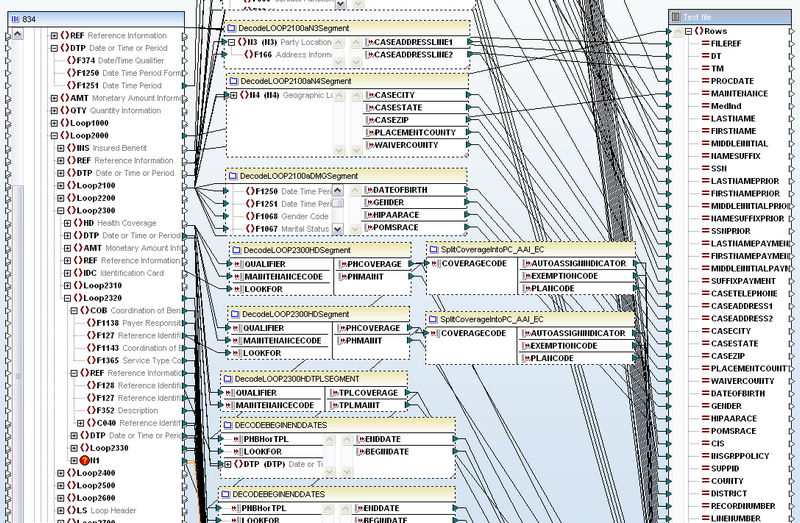 834
REF Reference Information
DTP Date or Time or Period
F374 Date/Time Qualifier
F1250 Date Time Period Form
F1251 Date Time Period
AMT Monetary Amount Inform
QTY Quantity Information
Loop1000
Loop2000
INS Insured Benefit
REF Reference Information
DTP Date or Time or Period
Loop2100
Loop2200
Loop2300
HD Health Coverage
DTP Date or Time or Period
AMT Monetary Amount Inf
REF Reference Information
IDC Identification Card
Loop2310
Loop2320
COB Coordination of Ben
F1138 Payer Responsi
F127 Reference Identif
F1143 Coordination of B
F1365 Service Type Co
REF Reference Informatio
F128 Reference Identifi
F127 Reference Identifi
F352 Description
C040 Reference Identi
DTP Date or Time or Perio
Loop2330
N1
Loop2400
Loop2500
Loop2600
LS Loop Header
Loop2700
DecodeLOOP2100aN3Segment
N3 (N3) Party Location
F166 Address Inform
CASEADDRESSLINE1
CASEADDRESSLINE2
DecodeLOOP2100aN4Segment
N4 (N4) Geographic Lo
CASECITY
CASESTATE
CASEZIP
PLACEMENTCOUNTY
WAIVERCOUNTY
DecodeLOOP2100aDMGSegment
F1250 Date Time Peri
F1251 Date Time Peri
F1068 Gender Code
F1067 Marital Status
DATEOFBIRTH
GENDER
HIPAARACE
POMSRACE
DecodeLOOP2300HDSegment
QUALIFIER
MAINTENANCECODE
LOOKFOR
PHCOVERAGE
PHMAINT
SplitCoverageIntoPC_AAI_EC
COVERAGECODE
AUTOASSIGNINDICATOR
EXEMPTIONCODE
PLANCODE
DecodeLOOP2300HDSegment
QUALIFIER
MAINTENANCECODE
LOOKFOR
PHCOVERAGE
PHMAINT
SplitCoverageIntoPC_AAI_EC
COVERAGECODE
AUTOASSIGNINDICATOR
EXEMPTIONCODE
PLANCODE
DecodeLOOP2300HDTPLSEGMENT
QUALIFIER
MAINTENANCECODE
TPLCOVERAGE
TPLMAINT
DECODEBEGINENDDATES
PHBHorTPL
LOOKFOR
DTP (DTP) Date or Ti
ENDDATE
BEGINDATE
DECODEBEGINENDDATES
PHBHorTPL
LOOKFOR
ENDDATE
BEGINDATE
Text file
Rows
FILEREF
DT
TM
PROCDATE
MAINTENANCE
MedInd
LASTNAME
FIRSTNAME
MIDDLEINITIAL
NAMESUFFIX
SSN
LASTNAMEPRIOR
FIRSTNAMEPRIOR
MIDDLEINITIALPRIOR
NAMESUFFIXPRIOR
SSNPRIOR
LASTNAMEPAYMEN
FIRSTNAMEPAYMEN
MIDDLEINITIALPAYN
SUFFIXPAYMENT
CASETELEPHONE
CASEADDRESS1
CASEADDRESS2
CASECITY
CASESTATE
CASEZIP
PLACEMENTCOUNT
WAIVERCOUNTY
DATEOFBIRTH
GENDER
HIPAARACE
POMSRACE
CIS
INSGRPPOLICY
SUPPID
COUNTY
DISTRICT
RECORDNUMBER
LINENUMBER